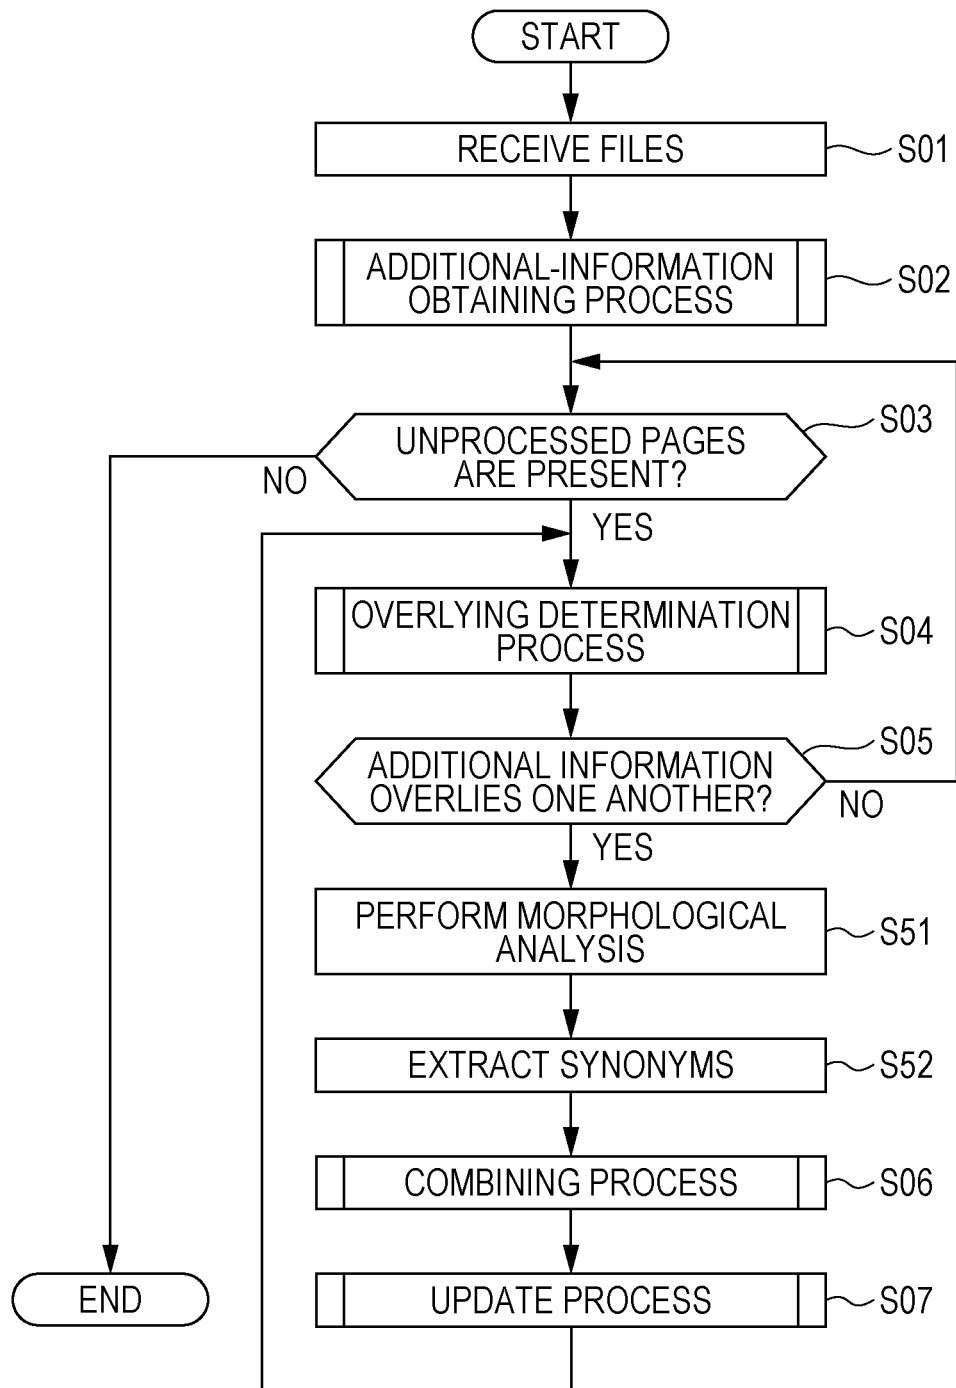 START
RECEIVE FILES
S01
ADDITIONAL-INFORMATION
OBTAINING PROCESS
S02
UNPROCESSED PAGES
ARE PRESENT?
S03
NO
YES
OVERLYING DETERMINATION
PROCESS
S04
ADDITIONAL INFORMATION
OVERLIES ONE ANOTHER?
S05
NO
YES
PERFORM MORPHOLOGICAL
ANALYSIS
S51
EXTRACT SYNONYMS
S52
COMBINING PROCESS
S06
END
UPDATE PROCESS
S07